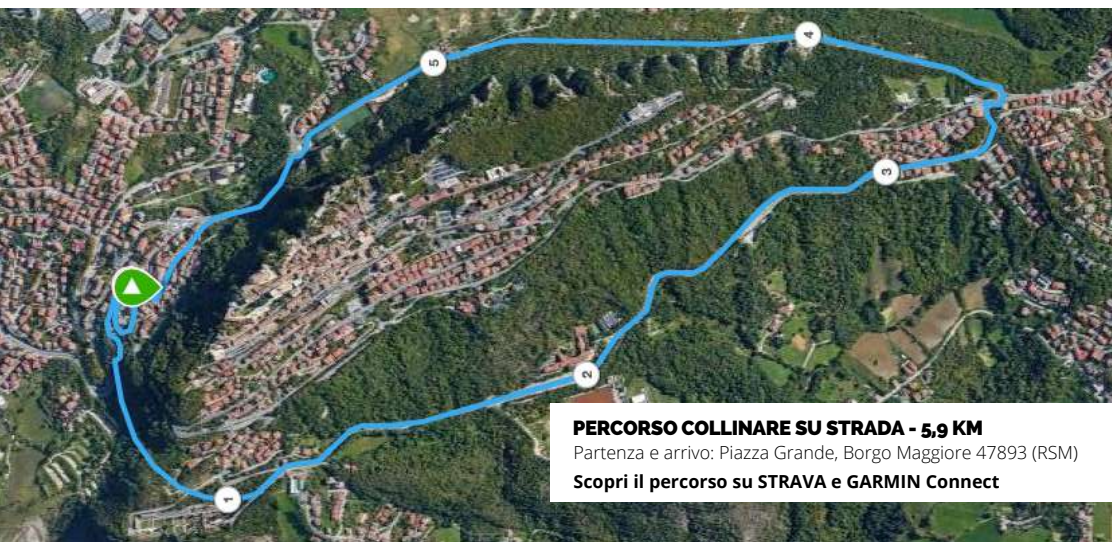 5
4
3
2
1
PERCORSO COLLINARE SU STRADA - 5,9 KM
Partenza e arrivo: Piazza Grande, Borgo Maggiore 47893 (RSM)
Scopri il percorso su STRAVA e GARMIN Connect